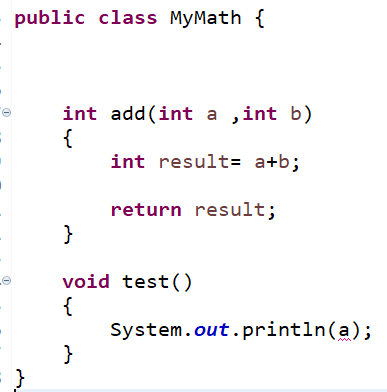 public class MyMath {
int add(int a ,int b)
{
int result= a+b;
return result;
}
void test()
{
System.out.println(a);
}
}